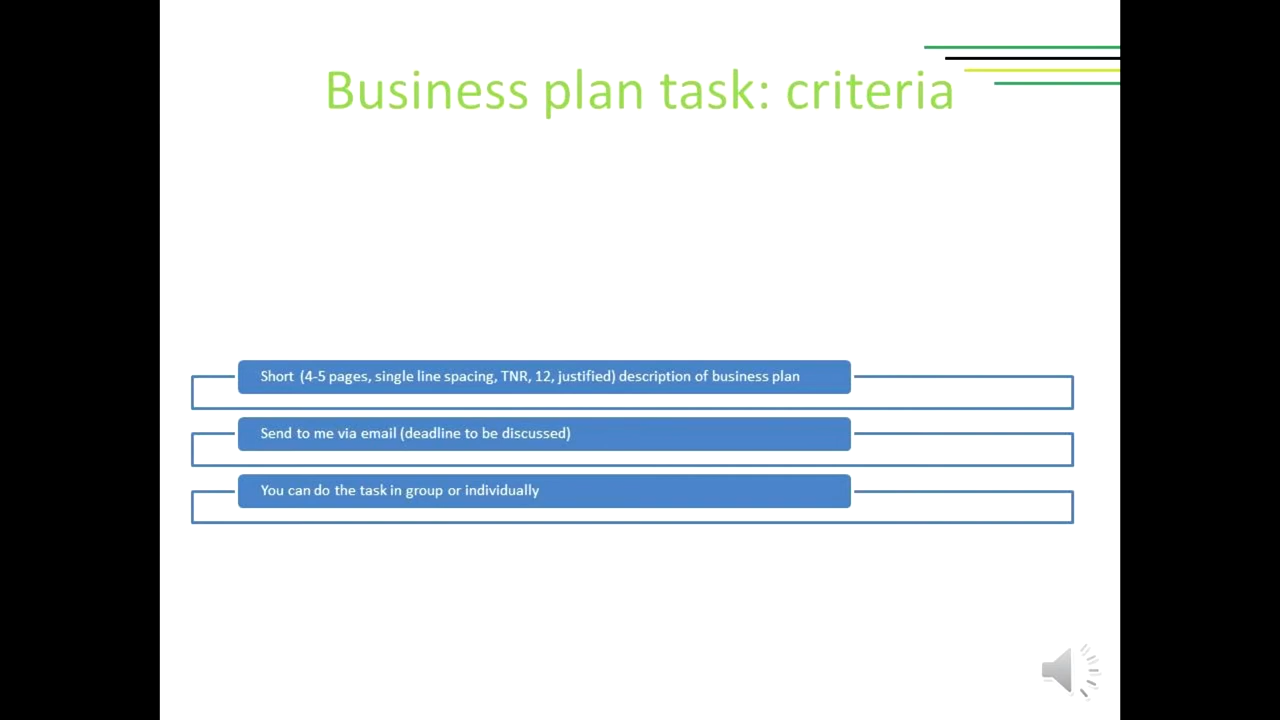 Business plan task: criteria
Short (4-5 pages, single line spacing, TNR, 12, justified) description of business plan
Send to me via email (deadline to be discussed)
You can do the task in group or individually